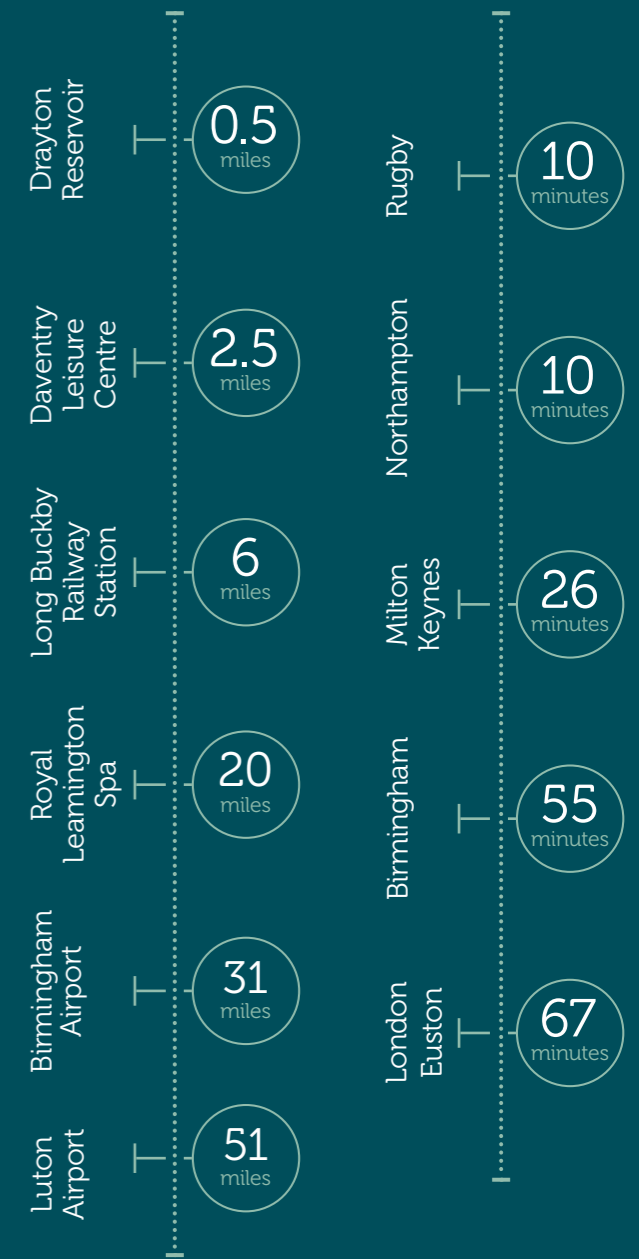 Drayton
Reservoir
0.5
miles
Daventry
Leisure
Centre
2.5
miles
Long Buckby
Railway
Station
6
miles
Royal
Leamington
Spa
20
miles
Birmingham
Airport
31
miles
Luton
Airport
51
miles
Rugby
10
minutes
Northampton
10
minutes
Milton
Keynes
26
minutes
Birmingham
55
minutes
London
Euston
67
minutes